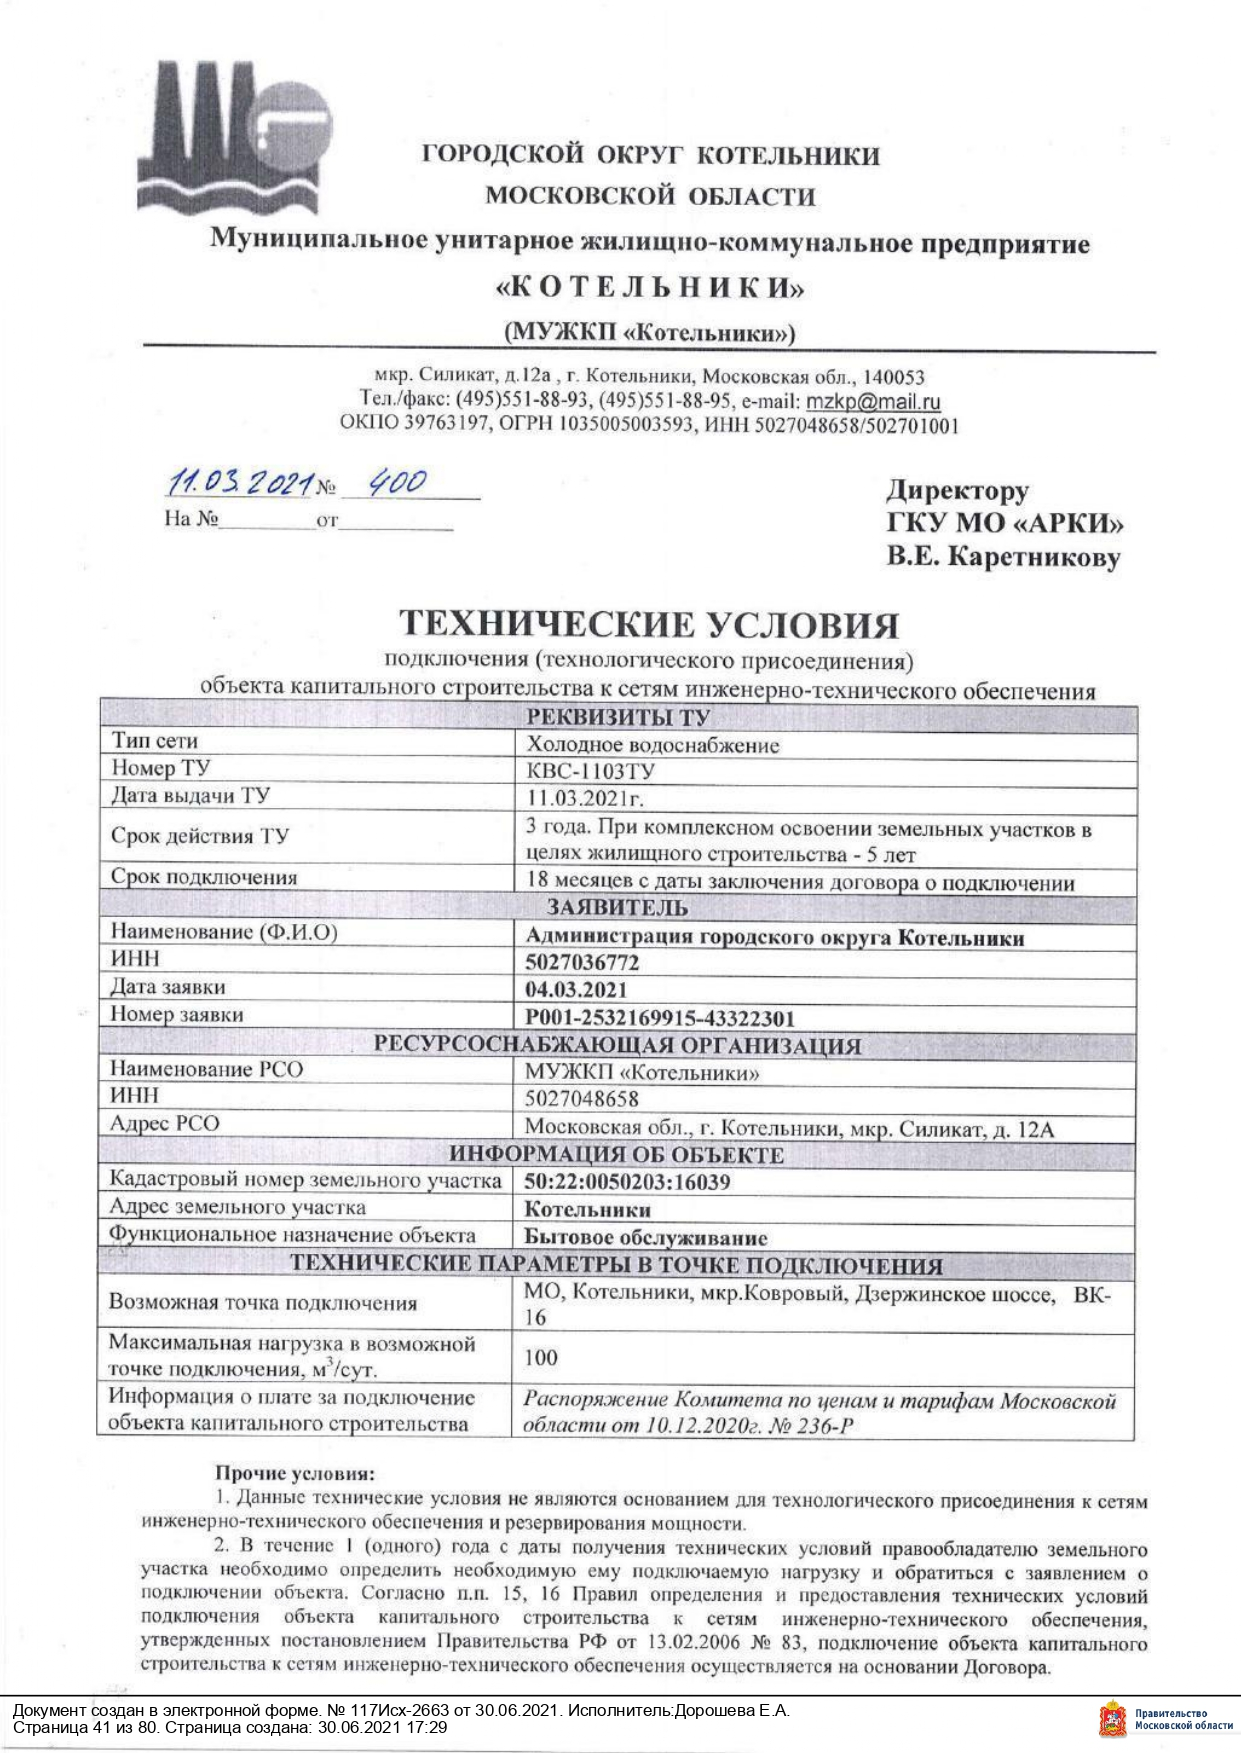 ГОРОДСКОЙ ОКРУГ КОТЕЛЬНИКИ
МОСКОВСКОЙ ОБЛАСТИ
Муниципальное унитарное жилищно-коммунальное предприятие
«К О Т Е Л Ь Н И К И»
(МУЖКП «Котельники»)
мкр. Силикат, д.12а , г. Котельники, Московская обл., 140053
Тел./факс: (495)551-88-93, (495)551-88-95, e-mail: mzkp@mail.ru
ОКПО 39763197, ОГРН 1035005003593, ИНН 5027048658/502701001
11.03.2021 № 400
На №_________от___________
Директору
ГКУ МО «АРКИ»
В.Е. Каретникову
ТЕХНИЧЕСКИЕ УСЛОВИЯ
подключения (технологического присоединения)
объекта капитального строительства к сетям инженерно-технического обеспечения
РЕКВИЗИТЫ ТУ
Тип сети Холодное водоснабжение
Номер ТУ КВС-1103ТУ
Дата выдачи ТУ 11.03.2021г.
Срок действия ТУ 3 года. При комплексном освоении земельных участков в
целях жилищного строительства - 5 лет
Срок подключения 18 месяцев с даты заключения договора о подключении
ЗАЯВИТЕЛЬ
Наименование (Ф.И.О) Администрация городского округа Котельники
ИНН 5027036772
Дата заявки 04.03.2021
Номер заявки Р001-2532169915-43322301
РЕСУРСОСНАБЖАЮЩАЯ ОРГАНИЗАЦИЯ
Наименование РСО МУЖКП «Котельники»
ИНН 5027048658
Адрес РСО Московская обл., г. Котельники, мкр. Силикат, д. 12А
ИНФОРМАЦИЯ ОБ ОБЪЕКТЕ
Кадастровый номер земельного участка 50:22:0050203:16039
Адрес земельного участка Котельники
Функциональное назначение объекта Бытовое обслуживание
ТЕХНИЧЕСКИЕ ПАРАМЕТРЫ В ТОЧКЕ ПОДКЛЮЧЕНИЯ
Возможная точка подключения МО, Котельники, мкр.Ковровый, Дзержинское шоссе, ВК-
16
Максимальная нагрузка в возможной
точке подключения, м³/сут. 100
Информация о плате за подключение
объекта капитального строительства
Распоряжение Комитета по ценам и тарифам Московской
области от 10.12.2020г. № 236-Р
Прочие условия:
1. Данные технические условия не являются основанием для технологического присоединения к сетям
инженерно-технического обеспечения и резервирования мощности.
2. В течение 1 (одного) года с даты получения технических условий правообладателю земельного
участка необходимо определить необходимую ему подключаемую нагрузку и обратиться с заявлением о
подключении объекта. Согласно п.п. 15, 16 Правил определения и предоставления технических условий
подключения объекта капитального строительства к сетям инженерно-технического обеспечения,
утвержденных постановлением Правительства РФ от 13.02.2006 № 83, подключение объекта капитального
строительства к сетям инженерно-технического обеспечения осуществляется на основании Договора.
Документ создан в электронной форме. № 117Исх-2663 от 30.06.2021. Исполнитель:Дорошева Е.А.
Страница 41 из 80. Страница создана: 30.06.2021 17:29
Правительство
Московской области